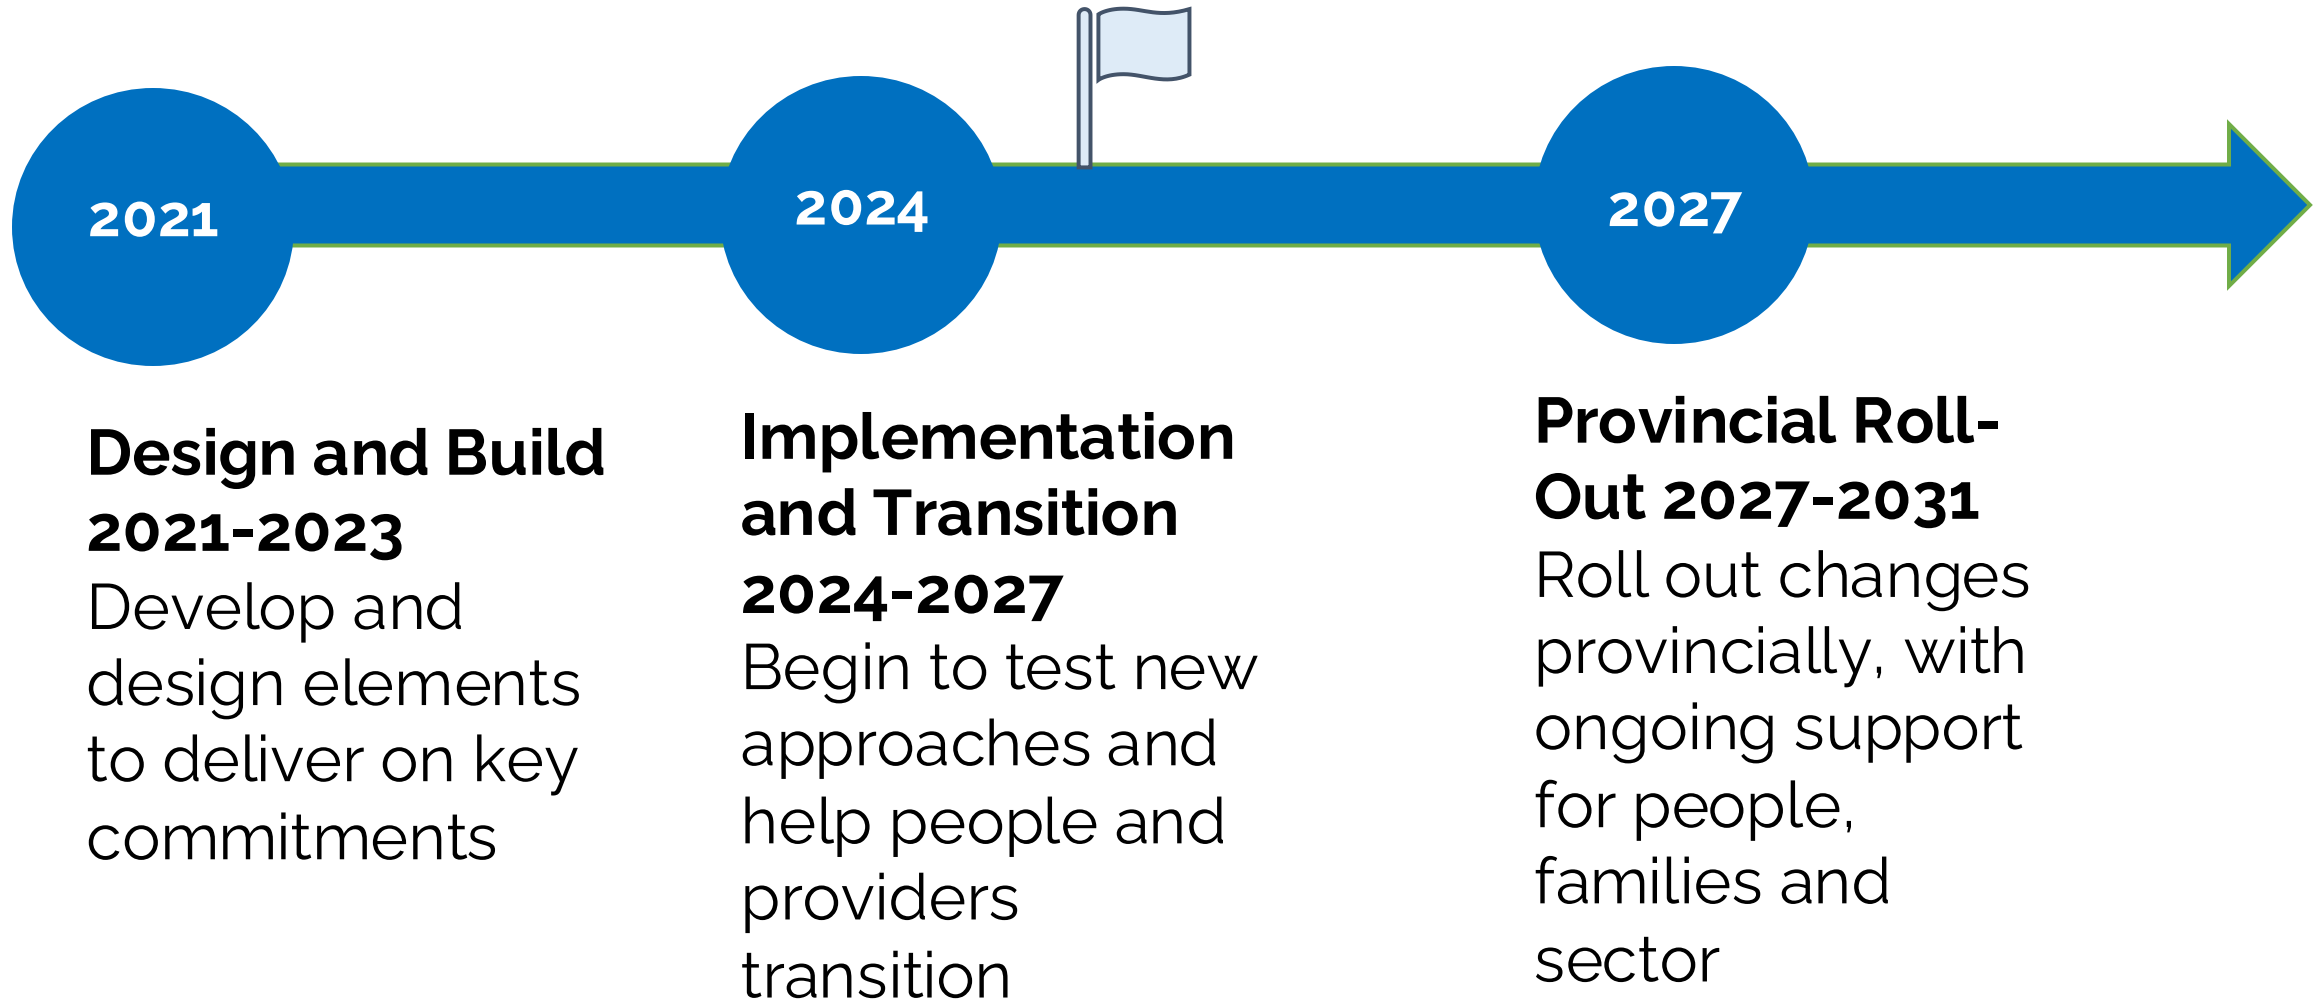 2021
2024
2027
Design and Build
2021-2023
Develop and
design elements
to deliver on key
commitments
Implementation
and Transition
2024-2027
Begin to test new
approaches and
help people and
providers
transition
Provincial Roll-
Out 2027-2031
Roll out changes
provincially, with
ongoing support
for people,
families and
sector